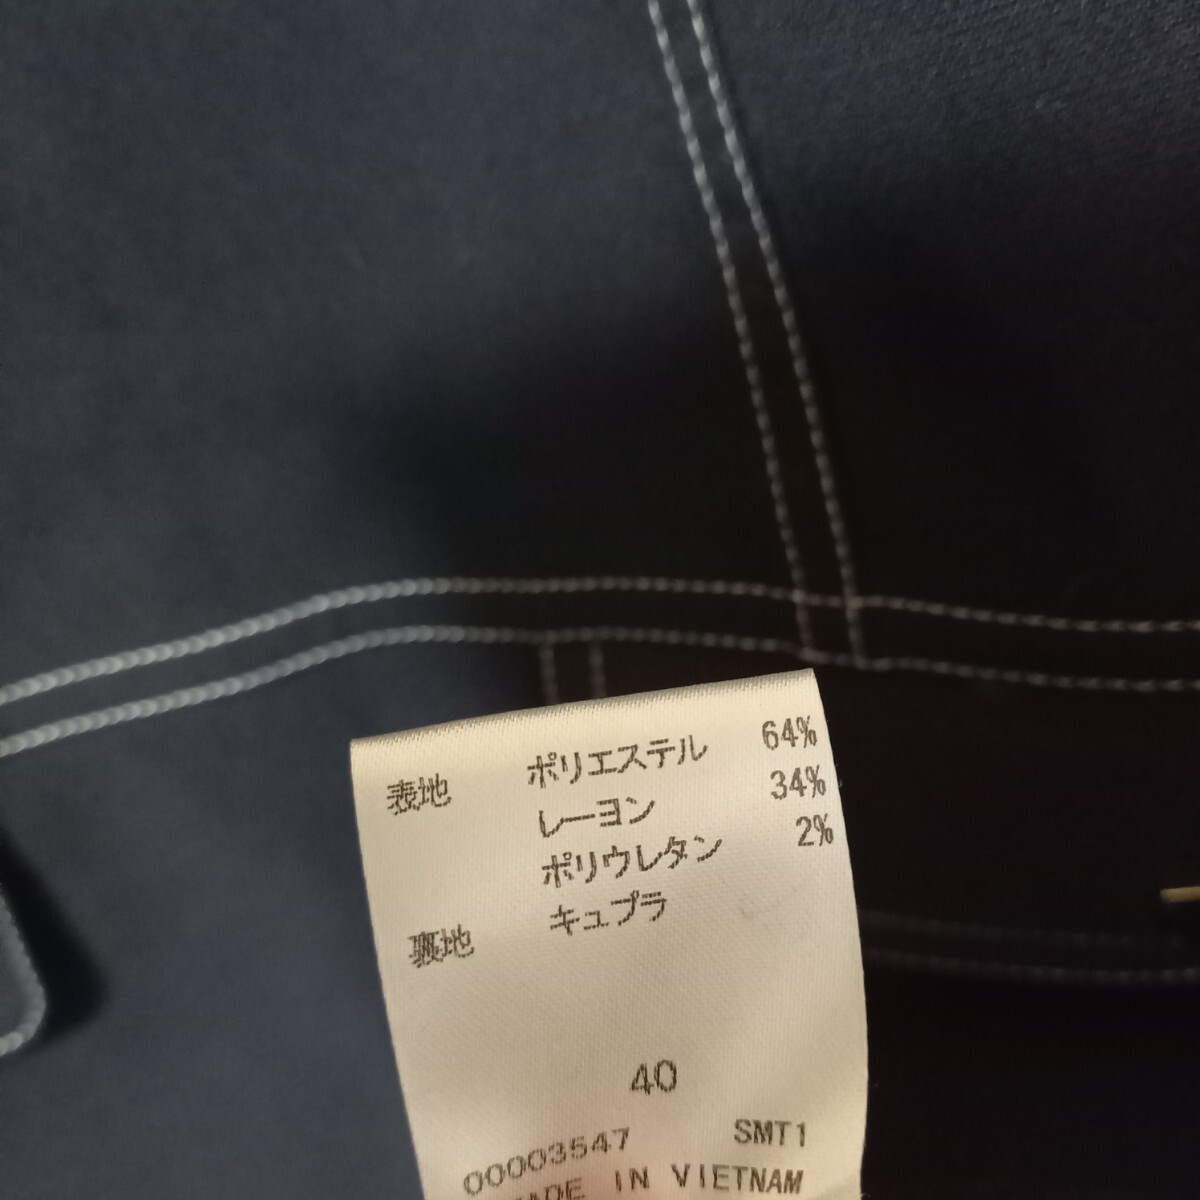 表地 ポリエステル 64%
レーヨン 34%
ポリウレタン 2%
裏地 キュプラ
40
00003547 SMT1
MADE IN VIETNAM